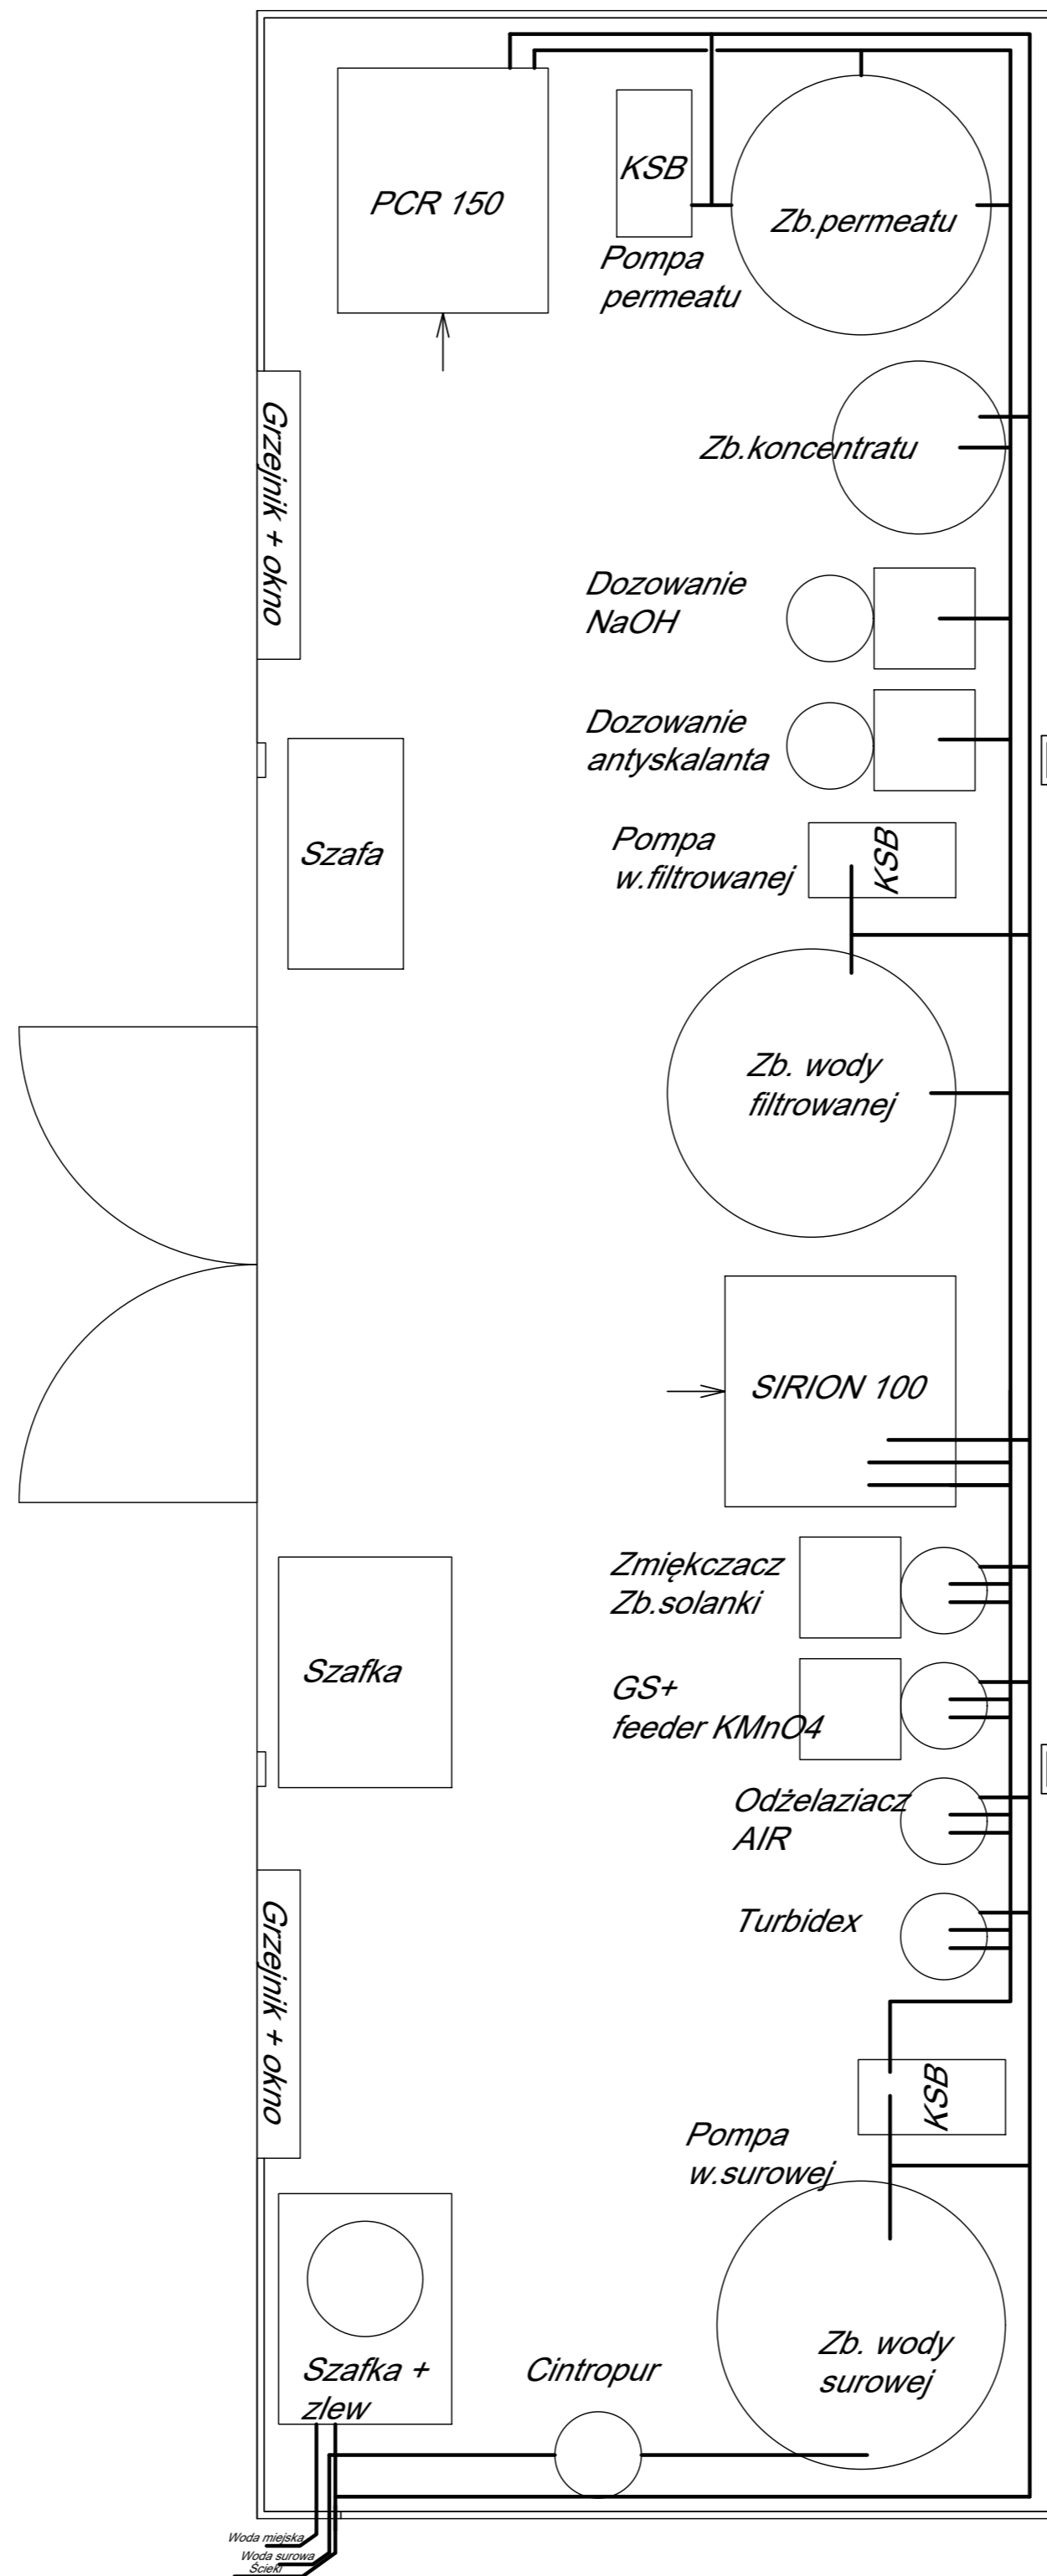 KSB
PCR 150
Zb.permeatu
Pompa
permeatu
Grzejnik + okno
Zb.koncentratu
Dozowanie
NaOH
Dozowanie
antyskalanta
Pompa
w.filtrowanej
KSB
Szafa
Zb. wody
filtrowanej
SIRION 100
Zmiękczacz
Zb.solanki
Szafka
GS+
feeder KMnO4
Odżelaziacz
AIR
Grzejnik + okno
Turbidex
KSB
Pompa
w.surowej
Zb. wody
surowej
Szafka +
zlew
Cintropur
Woda miejska
Woda surowa
Ścieki